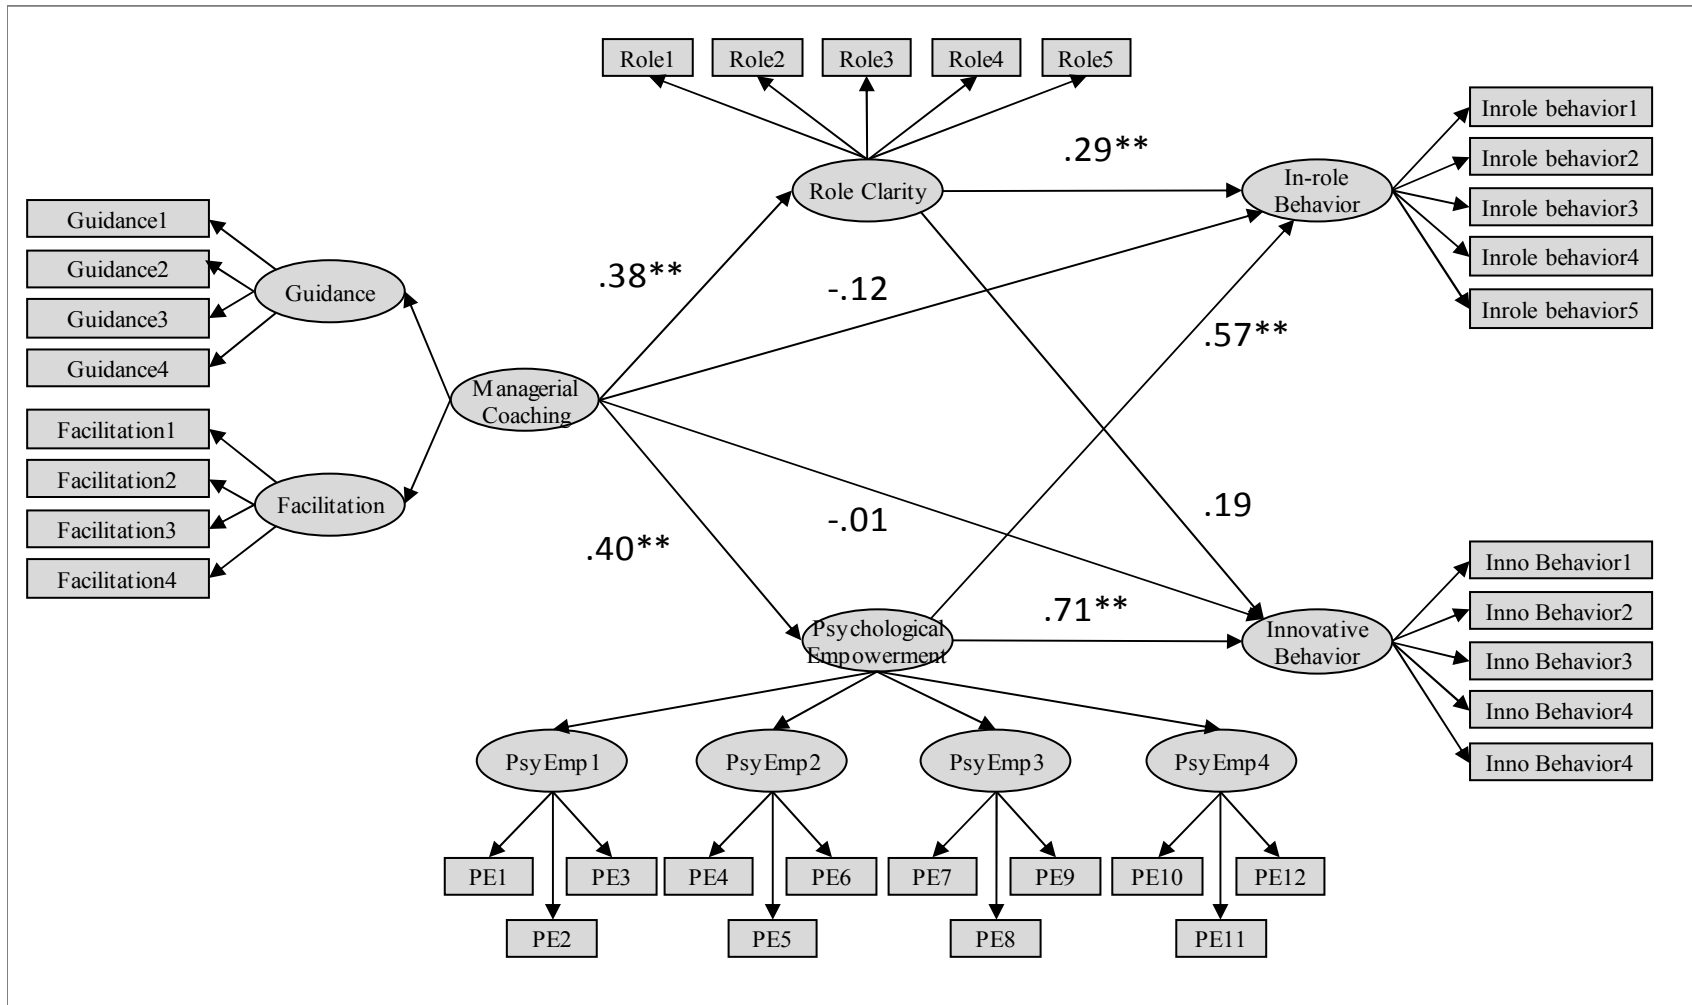 Role1
Role2
Role3
Role4
Role5
.29**
Inrole behavior1
Inrole behavior2
Inrole behavior3
Inrole behavior4
Inrole behavior5
In-role
Behavior
Role Clarity
Guidance1
Guidance2
Guidance3
Guidance4
Guidance
.38**
-.12
.57**
Managerial
Coaching
Facilitation1
Facilitation2
Facilitation3
Facilitation4
Facilitation
.40**
-.01
.19
.71**
Psychological
Empowerment
Innovative
Behavior
Inno Behavior1
Inno Behavior2
Inno Behavior3
Inno Behavior4
Inno Behavior4
PsyEmp1
PsyEmp2
PsyEmp3
PsyEmp4
PE1
PE3
PE4
PE6
PE7
PE9
PE10
PE12
PE2
PE5
PE8
PE11